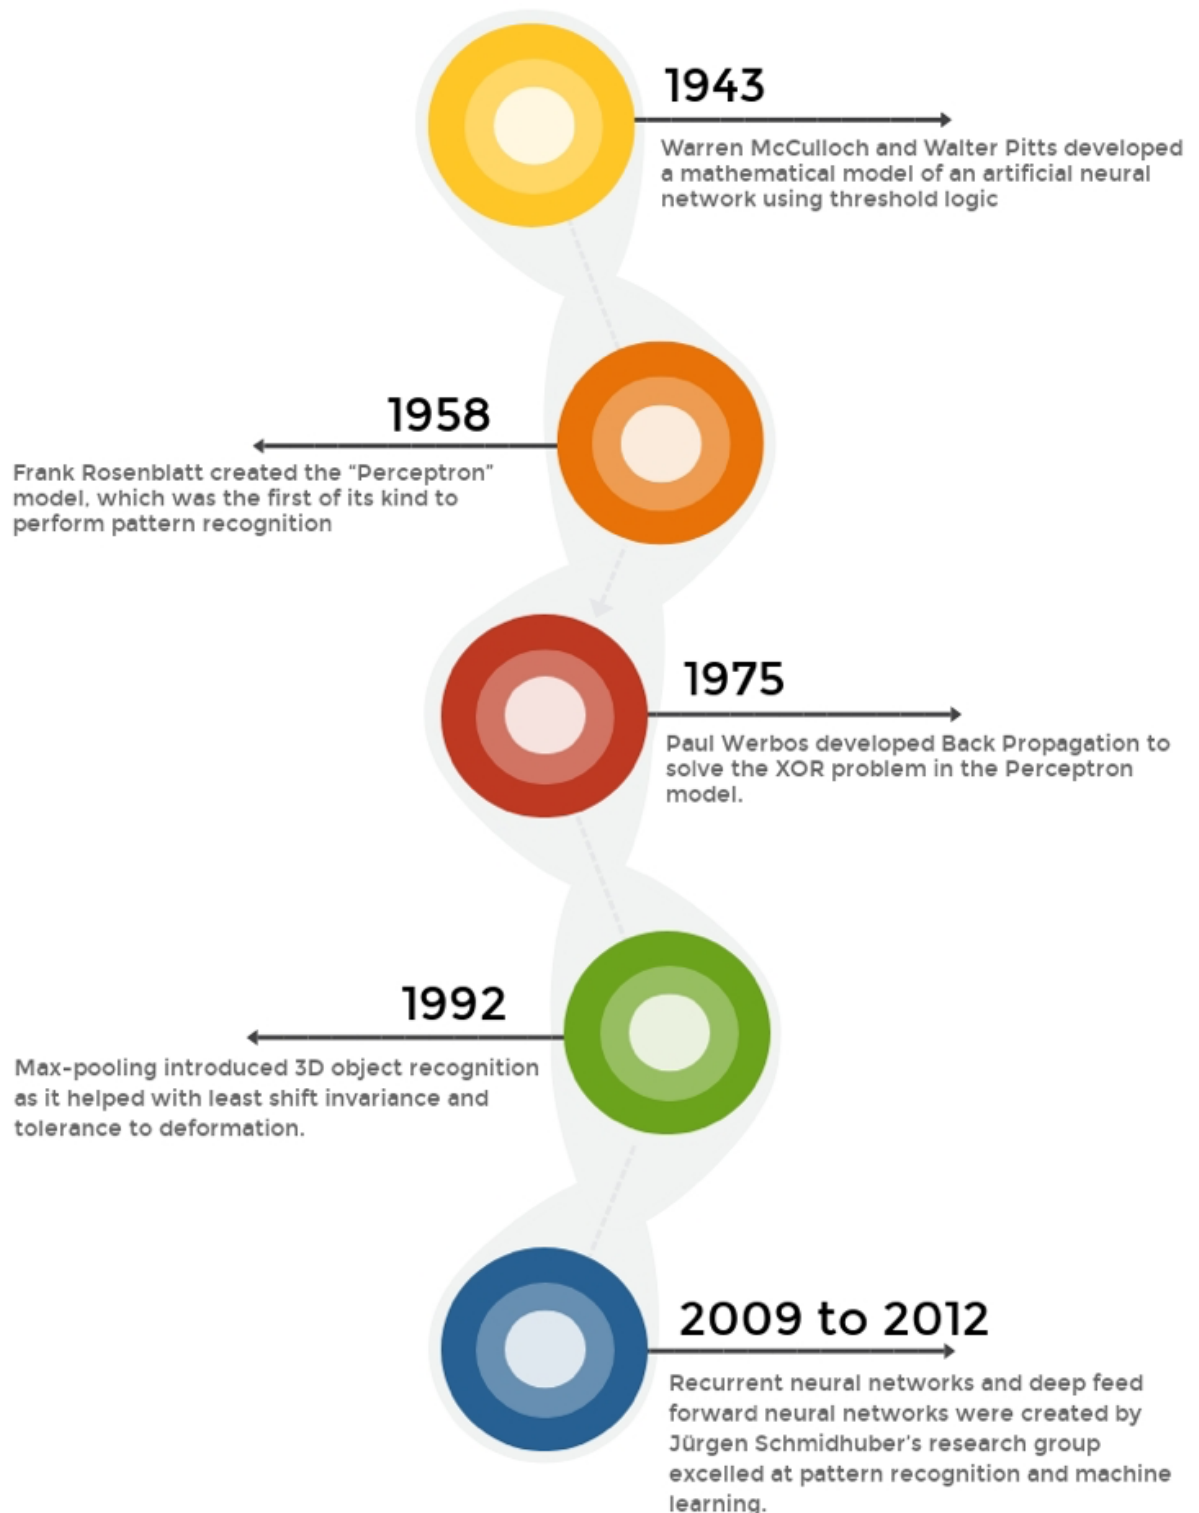 1943
Warren McCulloch and Walter Pitts developed
a mathematical model of an artificial neural
network using threshold logic
1958
Frank Rosenblatt created the “Perceptron”
model, which was the first of its kind to
perform pattern recognition
1975
Paul Werbos developed Back Propagation to
solve the XOR problem in the Perceptron
model.
1992
Max-pooling introduced 3D object recognition
as it helped with least shift invariance and
tolerance to deformation.
2009 to 2012
Recurrent neural networks and deep feed
forward neural networks were created by
Jürgen Schmidhuber's research group
excelled at pattern recognition and machine
learning.